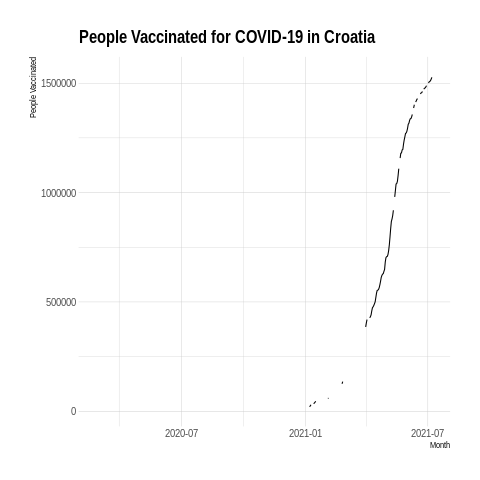 People Vaccinated for COVID-19 in Croatia
People Vaccinated
1500000
1000000
500000
0
2020-07
2021-01
2021-07
Month